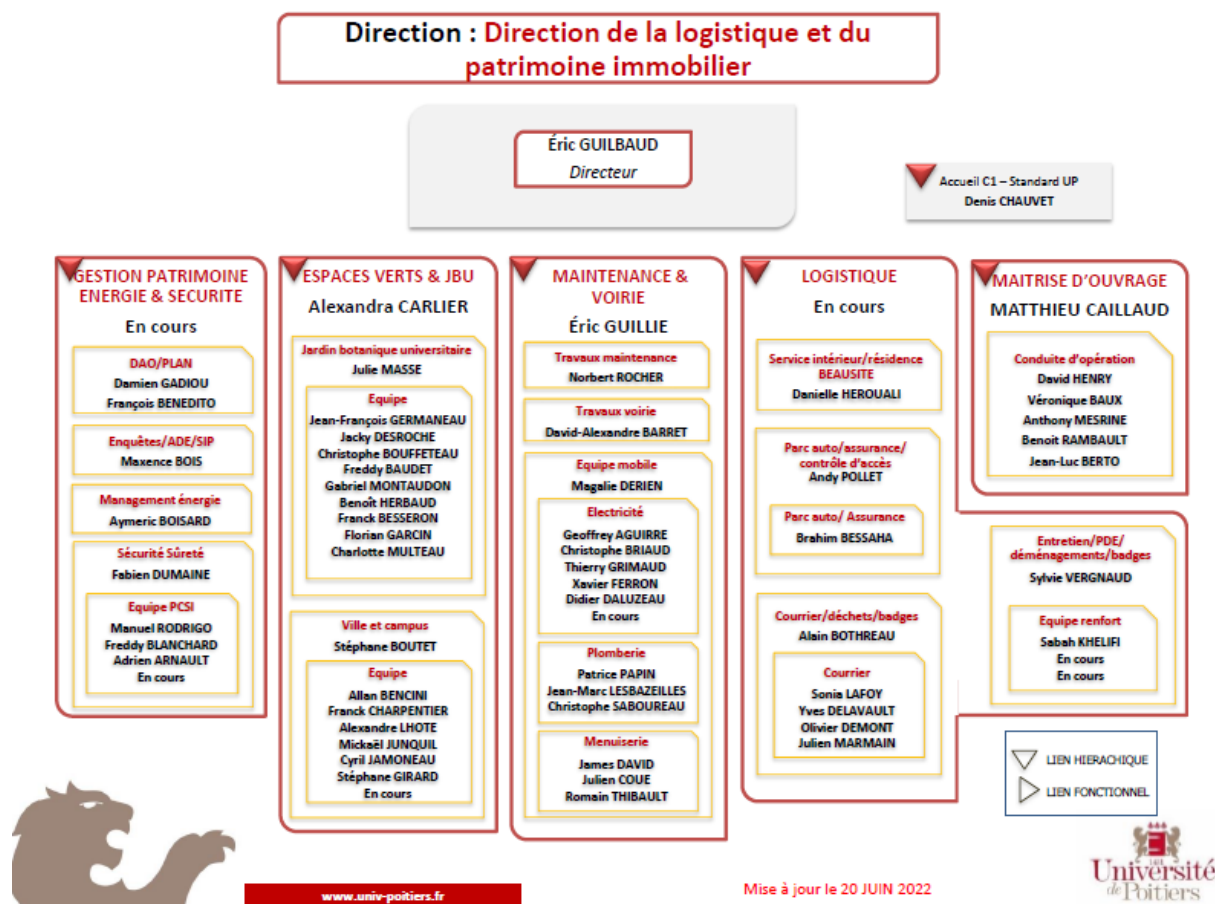 Direction : Direction de la logistique et du
patrimoine immobilier
Éric GUILBAUD
Directeur
Accueil C1 – Standard UP
Denis CHAUVET
GESTION PATRIMOINE
ENERGIE & SECURITE
En cours
DAO/PLAN
Damien GADIOU
François BENEDITO
Enquêtes/ADE/SIP
Maxence BOIS
Management énergie
Aymeric BOISARD
Sécurité Sûreté
Fabien DUMAINE
Equipe PCSI
Manuel RODRIGO
Freddy BLANCHARD
Adrien ARNAULT
En cours
ESPACES VERTS & JBU
Alexandra CARLIER
Jardin botanique universitaire
Julie MASSE
Equipe
Jean-François GERMANEAU
Jacky DESROCHE
Christophe BOUFFETEAU
Freddy BAUDET
Gabriel MONTAUDON
Benoît HERBAUD
Franck BESSERON
Florian GARCIN
Charlotte MULTEAU
Ville et campus
Stéphane BOUTET
Equipe
Allan BENCINI
Franck CHARPENTIER
Alexandre LHOTE
Mickaël JUNQUIL
Cyril JAMONEAU
Stéphane GIRARD
En cours
MAINTENANCE &
VOIRIE
Éric GUILLIE
Travaux maintenance
Norbert ROCHER
Travaux voirie
David-Alexandre BARRET
Equipe mobile
Magalie DERIEN
Electricité
Geoffrey AGUIRRE
Christophe BRIAUD
Thierry GRIMAUD
Xavier FERRON
Didier DALUZEAU
En cours
Plomberie
Patrice PAPIN
Jean-Marc LESBAZEILLES
Christophe SABOUREAU
Menuiserie
James DAVID
Julien COUE
Romain THIBAULT
LOGISTIQUE
En cours
Service intérieur/résidence
BEAUSITE
Danielle HEROUALI
Parc auto/assurance/
contrôle d'accès
Andy POLLET
Parc auto/ Assurance
Brahim BESSAHA
Courrier/déchets/badges
Alain BOTHREAU
Courrier
Sonia LAFOY
Yves DELAVAULT
Olivier DEMONT
Julien MARMAIN
MAITRISE D'OUVRAGE
MATTHIEU CAILLAUD
Conduite d'opération
David HENRY
Véronique BAUX
Anthony MESRINE
Benoit RAMBAULT
Jean-Luc BERTO
Entretien/PDE/
déménagements/badges
Sylvie VERGNAUD
Equipe renfort
Sabah KHELIFI
En cours
En cours
LIEN HIERACHIQUE
LIEN FONCTIONNEL
www.univ-poitiers.fr
Mise à jour le 20 JUIN 2022
Université
de Poitiers